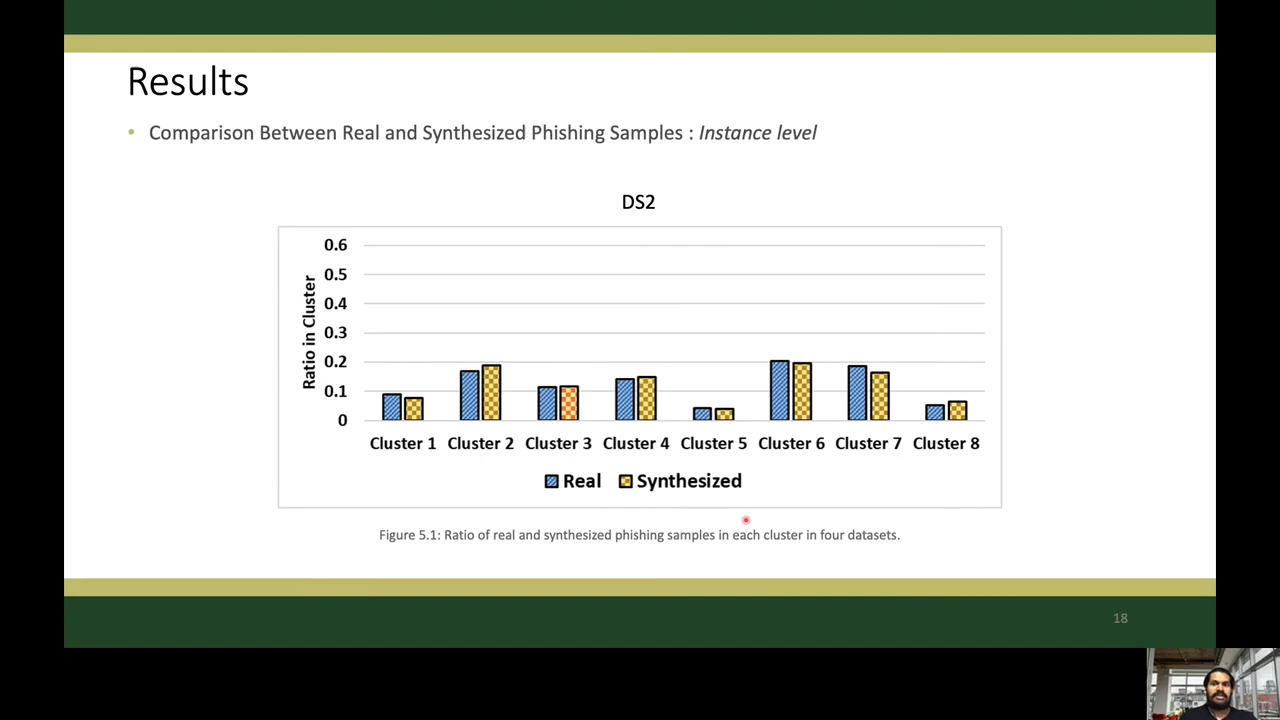 Results
• Comparison Between Real and Synthesized Phishing Samples : Instance level
DS2
Ratio in Cluster
0.6
0.5
0.4
0.3
0.2
0.1
0
Cluster 1 Cluster 2 Cluster 3 Cluster 4 Cluster 5 Cluster 6 Cluster 7 Cluster 8
Real Synthesized
Figure 5.1: Ratio of real and synthesized phishing samples in each cluster in four datasets.
18